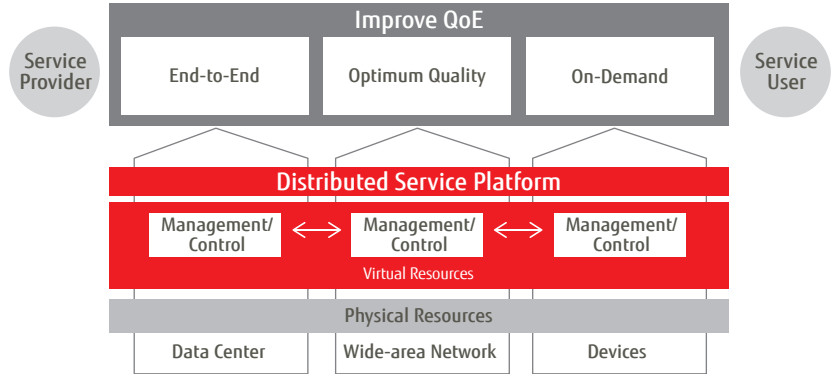 Improve QoE
Service
Provider
End-to-End
Optimum Quality
On-Demand
Service
User
Distributed Service Platform
Management/
Control
Management/
Control
Management/
Control
Virtual Resources
Physical Resources
Data Center
Wide-area Network
Devices